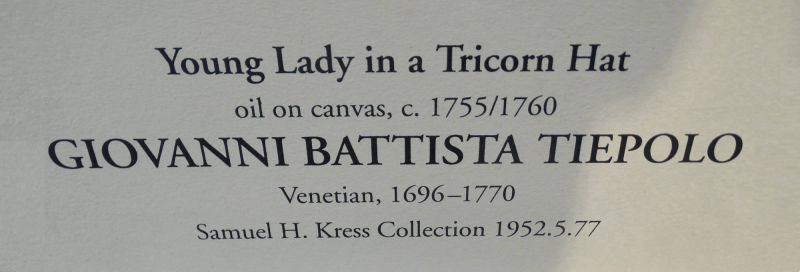 Young Lady in a Tricorn Hat
oil on canvas, c. 1755/1760
GIOVANNI BATTISTA TIEPOLO
Venetian, 1696–1770
Samuel H. Kress Collection 1952.5.77